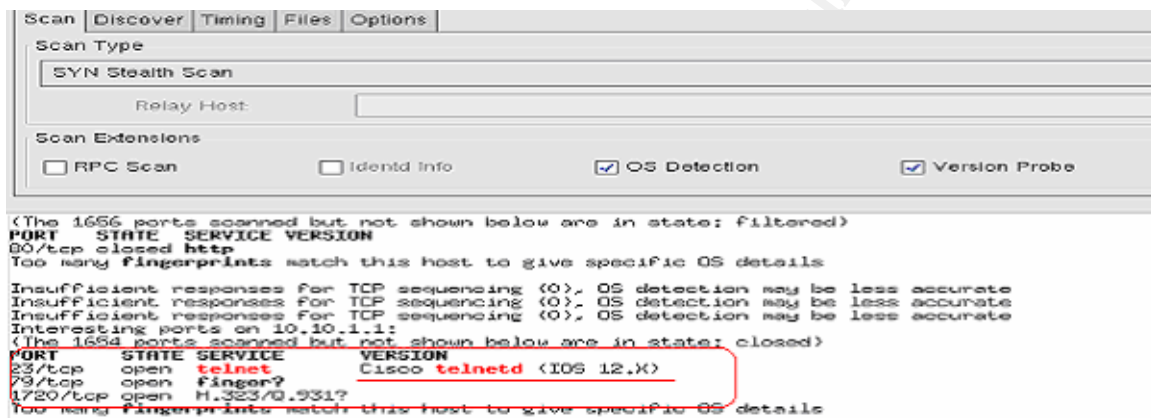 Scan Discover Timing Files Options
Scan Type
SYN Stealth Scan
Relay Host:
Scan Extensions
RPC Scan Identd Info OS Detection Version Probe
(The 1656 ports scanned but not shown below are in state: filtered)
PORT STATE SERVICE VERSION
80/tcp closed http
Too many fingerprints match this host to give specific OS details
Insufficient responses for TCP sequencing (0), OS detection may be less accurate
Insufficient responses for TCP sequencing (0), OS detection may be less accurate
Insufficient responses for TCP sequencing (0), OS detection may be less accurate
Interesting ports on 10.10.1.1:
(The 1654 ports scanned but not shown below are in state: closed)
PORT STATE SERVICE VERSION
23/tcp open telnet Cisco telnetd (IOS 12.X)
79/tcp open finger?
1720/tcp open H.323/Q.931?
Too many fingerprints match this host to give specific OS details